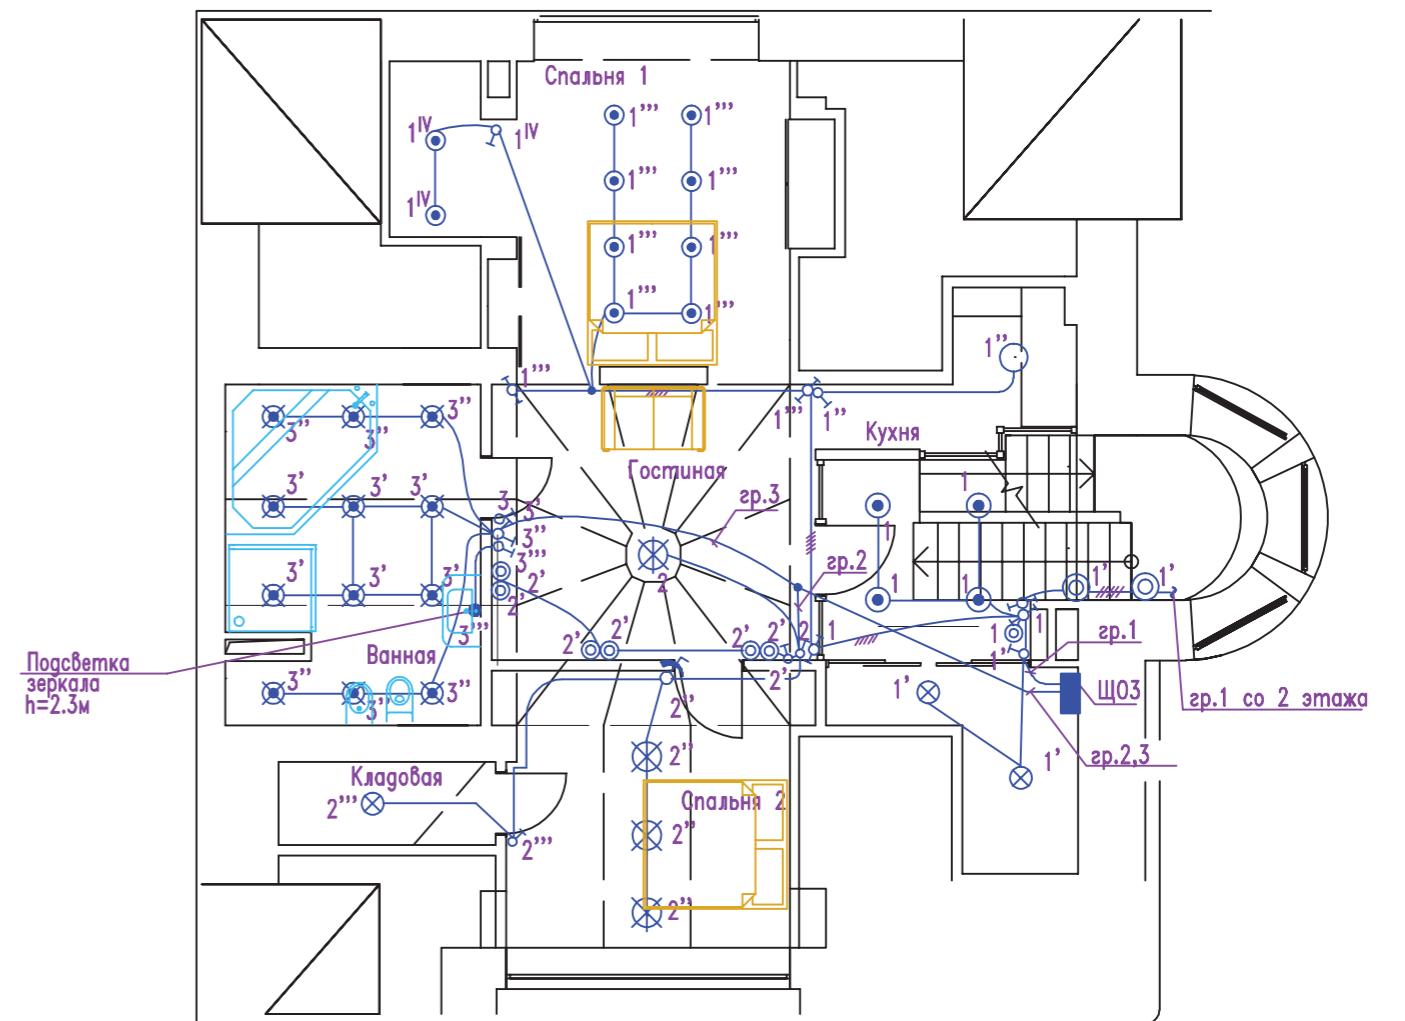 Спальня 1
1''' 1'''
1IV 1IV
1''' 1'''
1IV
1''' 1'''
1''' 1'''
1''
1'''
1''' 1''
3'' 3''
3''
Кухня
Гостиная
3' 3' 3'
гр.3
1
3 3'
3''
1
3'''
гр.2
3' 3' 3'
2'
2
1 1
1' 1'
2'
3'''
2' 2'
2' 2' 2 1
1
1
гр.1
Ванная
Подсветка
зеркала
h=2.3м
1'
2'
3'' 3'' 3''
2''
1'
ЩО3
гр.1 со 2 этажа
2''
1'
гр.2,3
Кладовая
2'''
Спальня 2
2''
2'''
2''